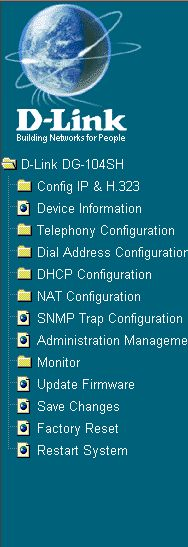 D-Link
Building Networks for People
D-Link DG-104SH
Config IP & H.323
Device Information
Telephony Configuration
Dial Address Configuration
DHCP Configuration
NAT Configuration
SNMP Trap Configuration
Administration Manageme
Monitor
Update Firmware
Save Changes
Factory Reset
Restart System